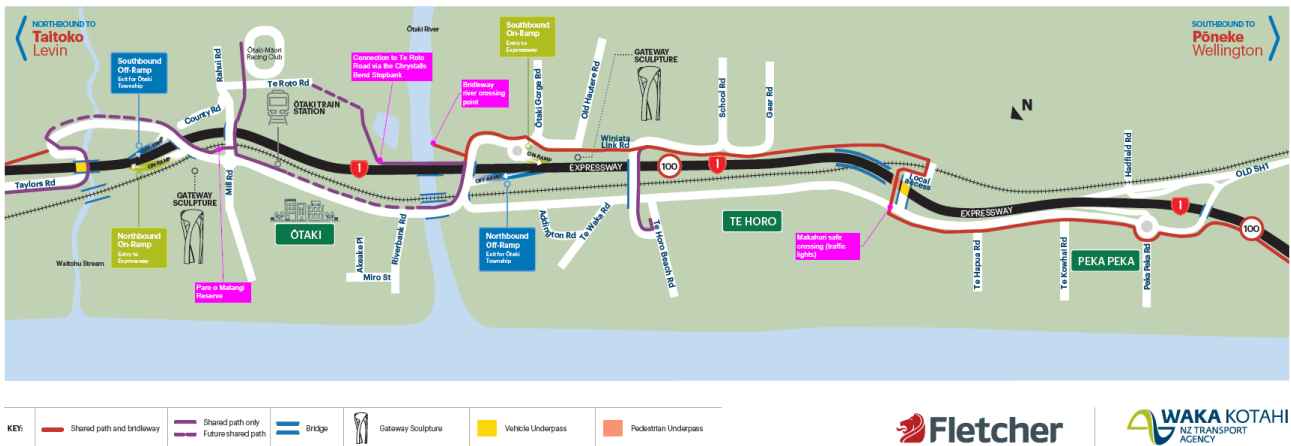 NORTHBOUND TO
Taitoko
Levin
SOUTHBOUND TO
Pōneke
Wellington
Southbound
Off-Ramp
Exit for Ōtaki
Township
Rahui Rd
Ōtaki-Māori
Racing Club
Te Roto Rd
County Rd
ŌTAKI TRAIN
STATION
Connection to Te Roto
Road via the Chrystalls
Bend Stopbank
Ōtaki River
Bridleway
river crossing
point
Southbound
On-Ramp
Entry to
Expressway
Ōtaki Gorge Rd
Old Hautere Rd
GATEWAY
SCULPTURE
School Rd
Gear Rd
Winiata
Link Rd
N
Hadfield Rd
OLD SH1
OFF-RAMP
ON-RAMP
Taylors Rd
Waitohu Stream
Northbound
On-Ramp
Entry to
Expressway
GATEWAY
SCULPTURE
Mill Rd
Pare o Matangi
Reserve
ŌTAKI
1
Akeake Pl
Miro St
Riverbank Rd
OFF-RAMP
ON-RAMP
EXPRESSWAY
100
1
Northbound
Off-Ramp
Exit for Ōtaki
Township
Addington Rd
Te Waka Rd
Te Horo Beach Rd
TE HORO
Makahuri safe
crossing (traffic
lights)
Local
access
EXPRESSWAY
1
100
Te Hapua Rd
Te Kowhai Rd
PEKA PEKA
Peka Peka Rd
KEY:
Shared path and bridleway
Shared path only
Future shared path
Bridge
Gateway Sculpture
Vehicle Underpass
Pedestrian Underpass
Fletcher
WAKA KOTAHI
NZ TRANSPORT
AGENCY